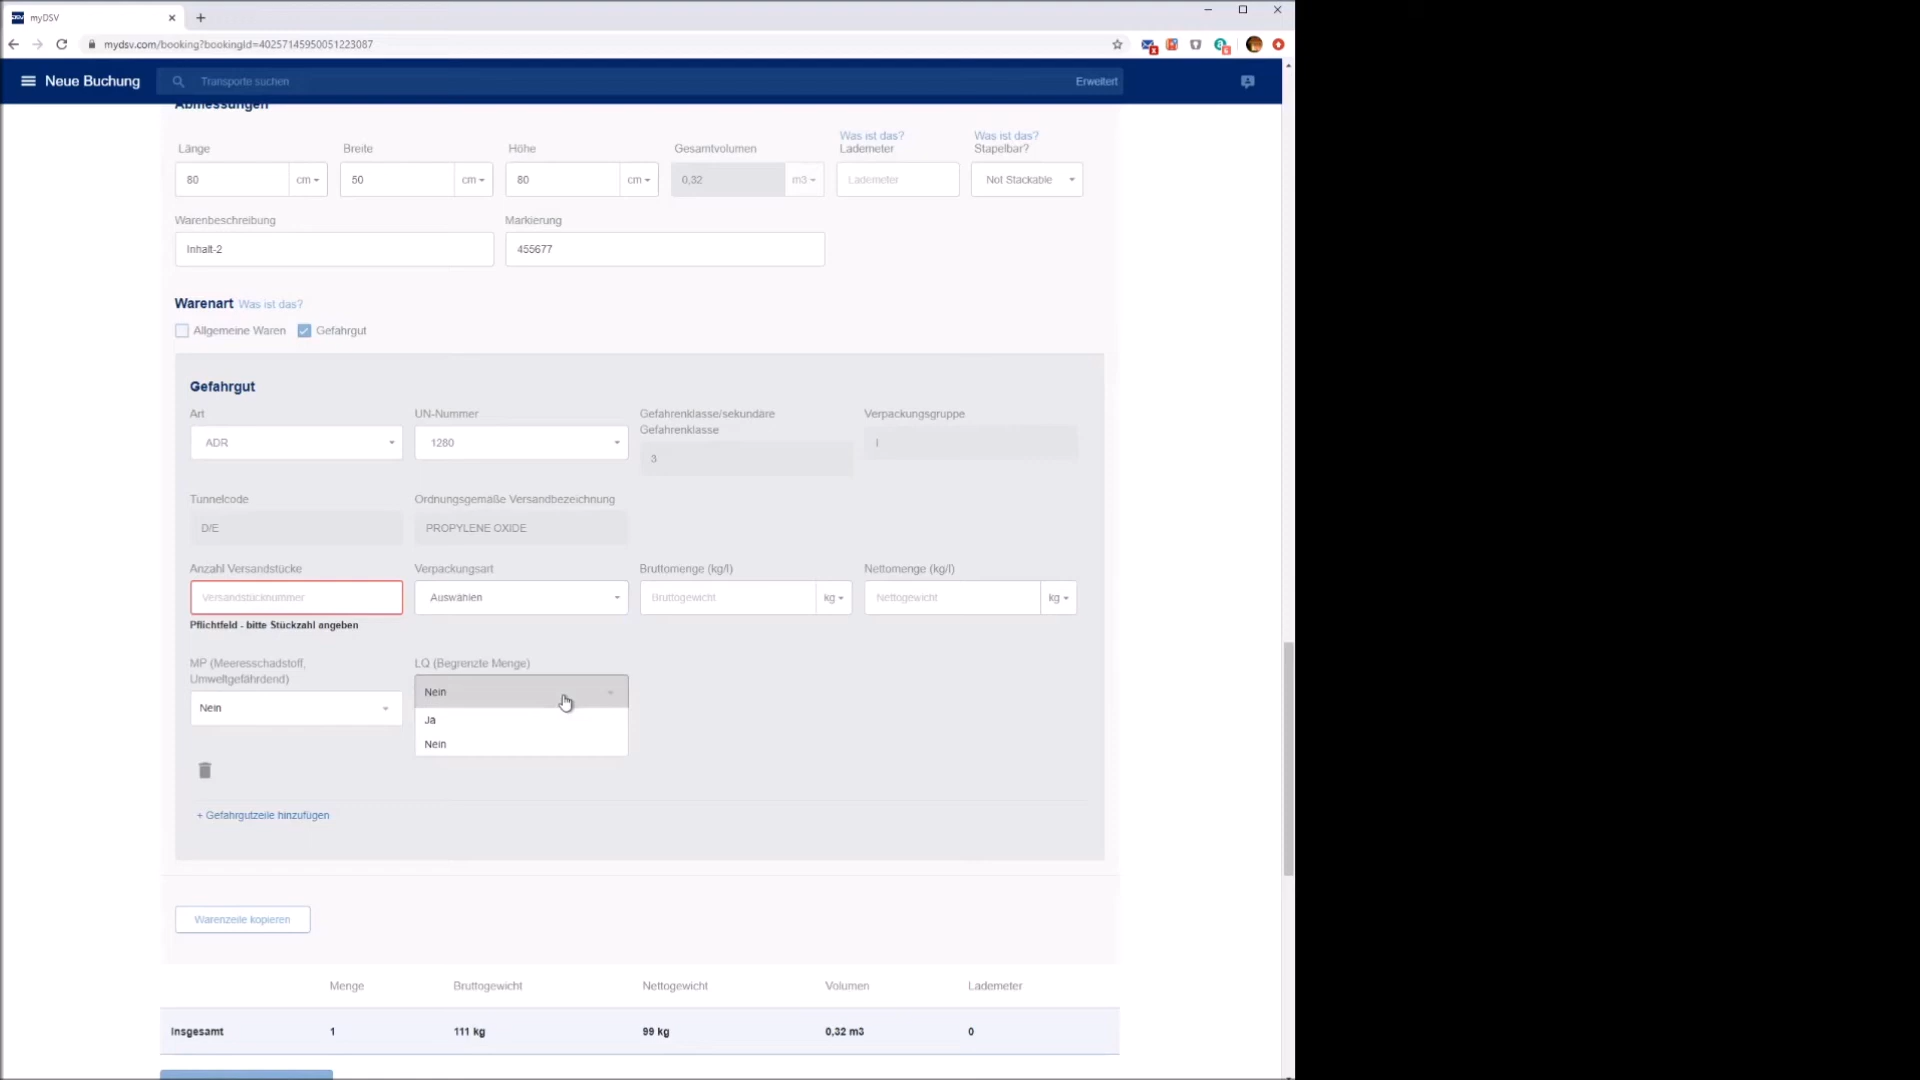 myDSV
mydsv.com/booking?bookingId=40257145950051223087
Neue Buchung
Transporte suchen
Erweitert
Abmessungen
Länge
Breite
Höhe
Gesamtvolumen
Was ist das?
Lademeter
Was ist das?
Stapelbar?
80 cm
50 cm
80 cm
0,32 m3
Lademeter
Not Stackable
Warenbeschreibung
Markierung
Inhalt-2
455677
Warenart Was ist das?
Allgemeine Waren
Gefahrgut
Gefahrgut
Art
UN-Nummer
Gefahrenklasse/sekundäre
Gefahrenklasse
Verpackungsgruppe
ADR
1280
3
I
Tunnelcode
Ordnungsgemäße Versandbezeichnung
D/E
PROPYLENE OXIDE
Anzahl Versandstücke
Verpackungsart
Bruttomenge (kg/l)
Nettomenge (kg/l)
Versandstücknummer
Auswählen
Bruttogewicht kg
Nettogewicht kg
Pflichtfeld - bitte Stückzahl angeben
MP (Meeresschadstoff,
Umweltgefährdend)
LQ (Begrenzte Menge)
Nein
Nein
Ja
Nein
+ Gefahrgutzeile hinzufügen
Warenzeile kopieren
Menge Bruttogewicht Nettogewicht Volumen Lademeter
Insgesamt 1 111 kg 99 kg 0,32 m3 0